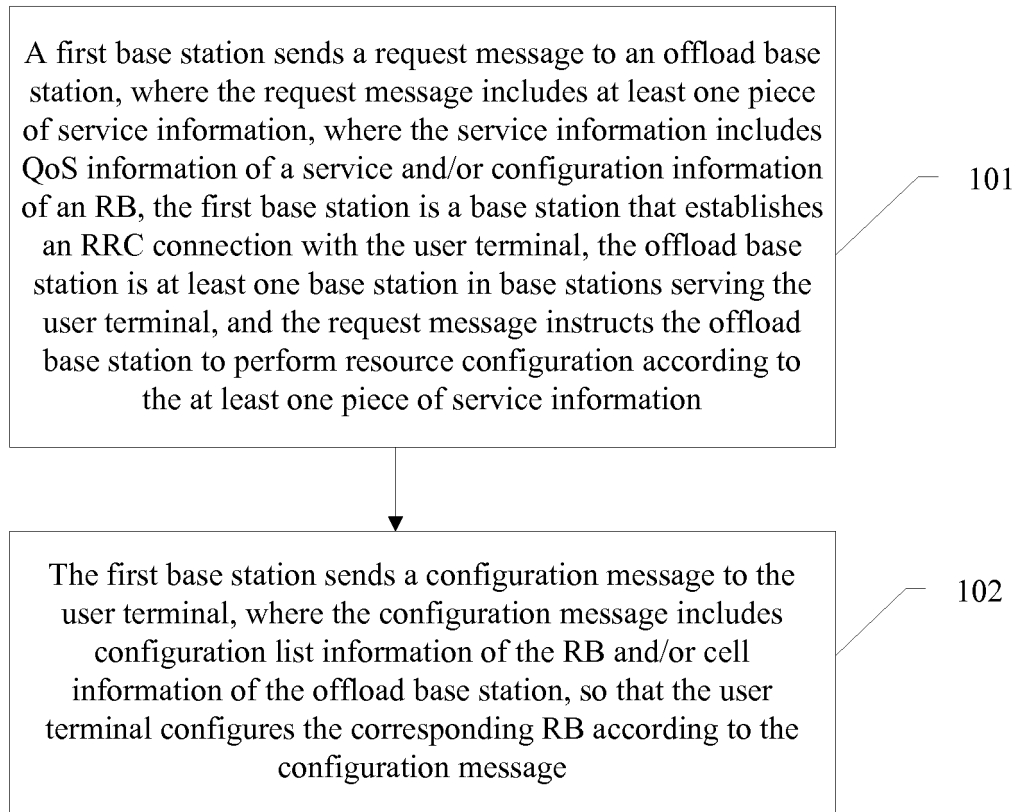 A first base station sends a request message to an offload base
station, where the request message includes at least one piece
of service information, where the service information includes
QoS information of a service and/or configuration information
of an RB, the first base station is a base station that establishes
an RRC connection with the user terminal, the offload base
station is at least one base station in base stations serving the
user terminal, and the request message instructs the offload
base station to perform resource configuration according to
the at least one piece of service information
101
The first base station sends a configuration message to the
user terminal, where the configuration message includes
configuration list information of the RB and/or cell
information of the offload base station, so that the user
terminal configures the corresponding RB according to the
configuration message
102